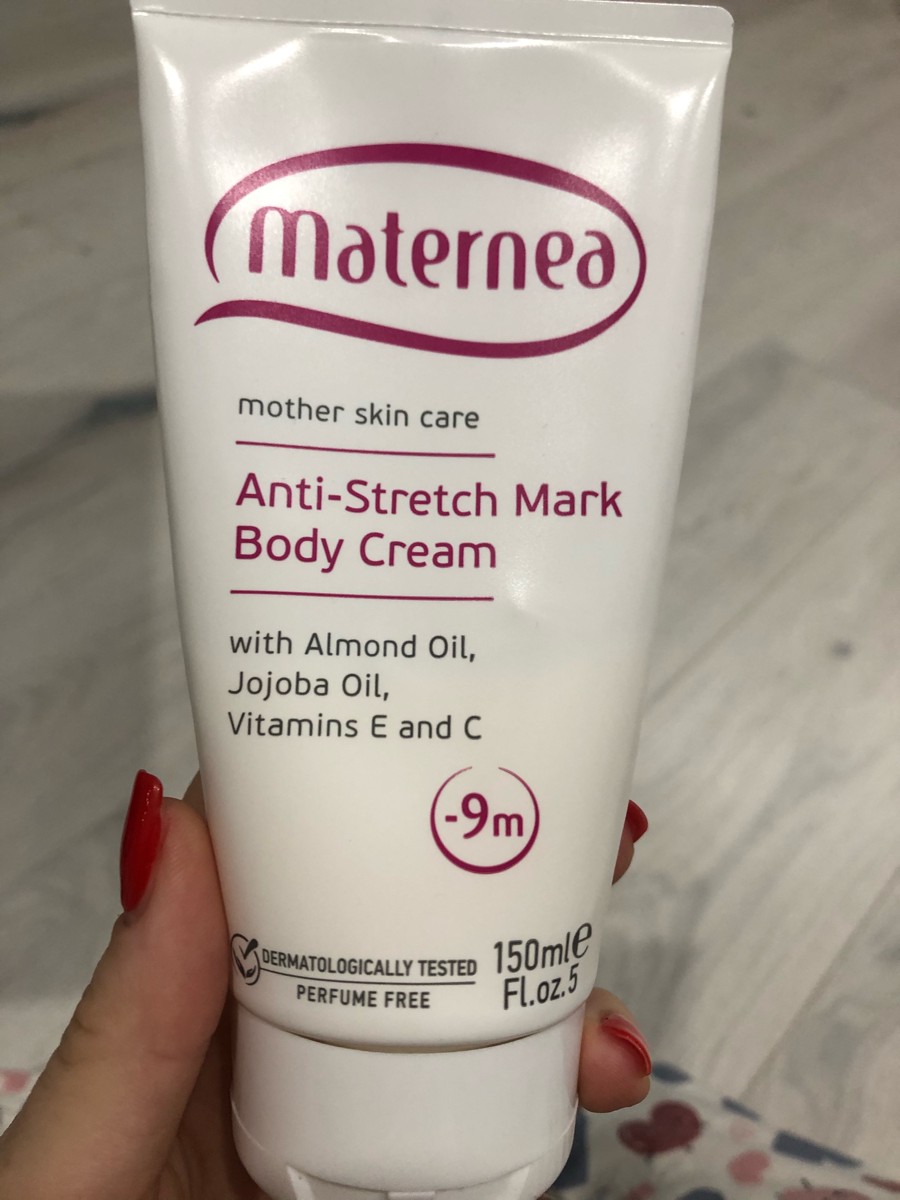 maternea
mother skin care
Anti-Stretch Mark
Body Cream
with Almond Oil,
Jojoba Oil,
Vitamins E and C
-9m
DERMATOLOGICALLY TESTED
PERFUME FREE
150ml℮
Fl.oz.5